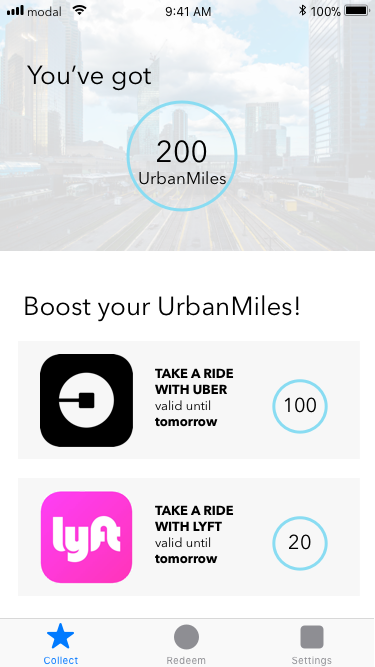 modal 9:41 AM 100%
You’ve got
200
UrbanMiles
Boost your UrbanMiles!
TAKE A RIDE
WITH UBER
valid until
tomorrow
100
lyft
TAKE A RIDE
WITH LYFT
valid until
tomorrow
20
Collect Redeem Settings